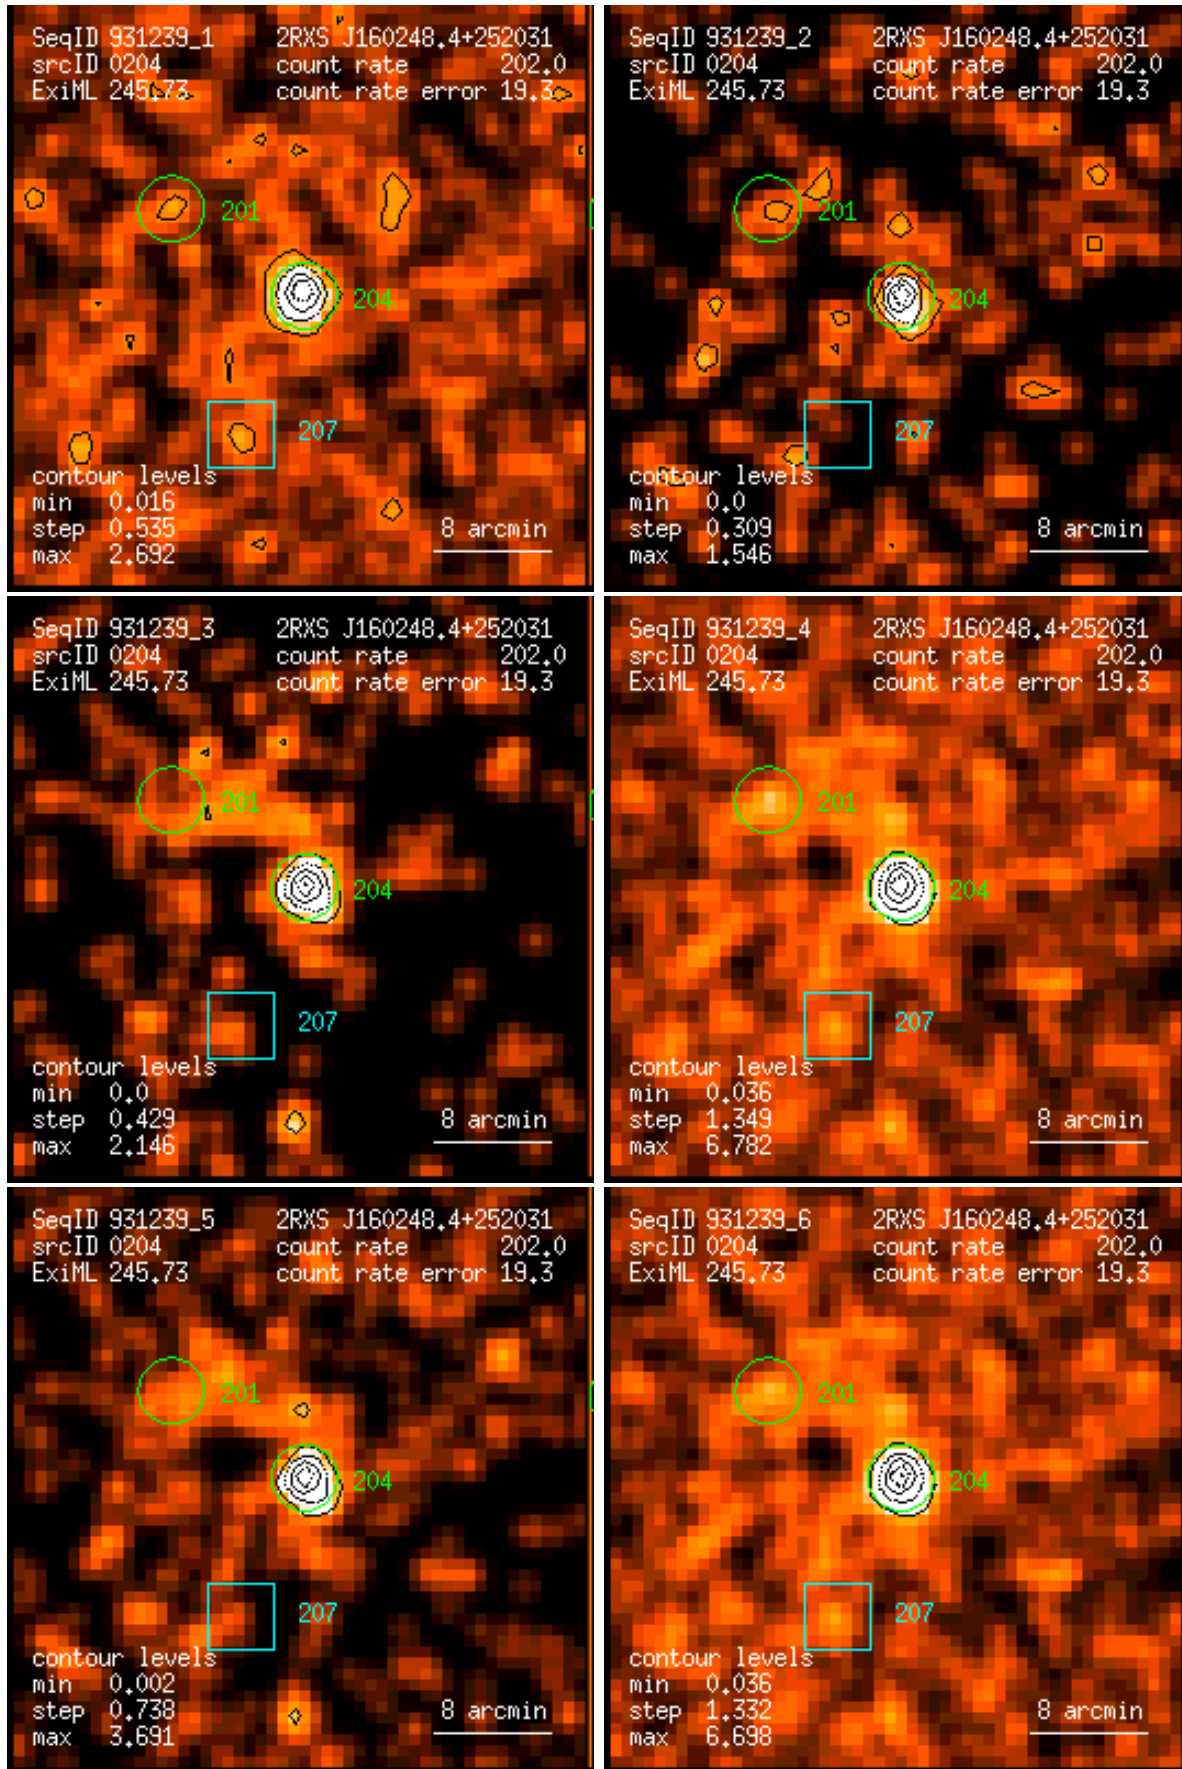 SeqID 931239_1 2RXS J160248.4+252031
srcID 0204 count rate 202.0
ExiML 245.73 count rate error 19.3
201
204
207
contour levels
min 0.016
step 0.535 8 arcmin
max 2.692
SeqID 931239_2 2RXS J160248.4+252031
srcID 0204 count rate 202.0
ExiML 245.73 count rate error 19.3
201
204
207
contour levels
min 0.0
step 0.309 8 arcmin
max 1.546
SeqID 931239_3 2RXS J160248.4+252031
srcID 0204 count rate 202.0
ExiML 245.73 count rate error 19.3
201
204
207
contour levels
min 0.0
step 0.429 8 arcmin
max 2.146
SeqID 931239_4 2RXS J160248.4+252031
srcID 0204 count rate 202.0
ExiML 245.73 count rate error 19.3
201
204
207
contour levels
min 0.036
step 1.349 8 arcmin
max 6.782
SeqID 931239_5 2RXS J160248.4+252031
srcID 0204 count rate 202.0
ExiML 245.73 count rate error 19.3
201
204
207
contour levels
min 0.002
step 0.738 8 arcmin
max 3.691
SeqID 931239_6 2RXS J160248.4+252031
srcID 0204 count rate 202.0
ExiML 245.73 count rate error 19.3
201
204
207
contour levels
min 0.036
step 1.332 8 arcmin
max 6.698